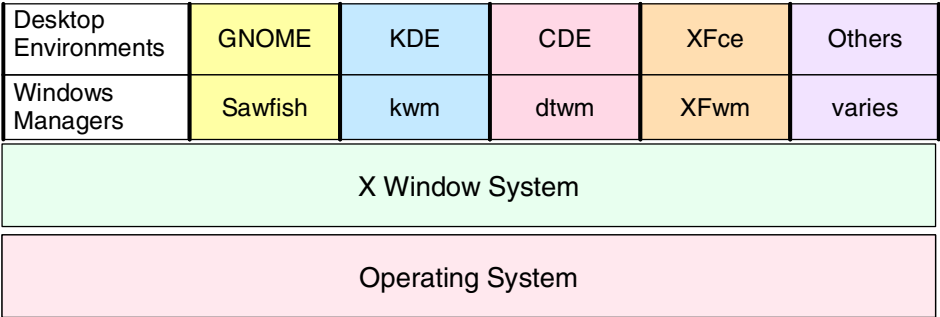 Desktop
Environments
GNOME
KDE
CDE
XFce
Others
Windows
Managers
Sawfish
kwm
dtwm
XFwm
varies
X Window System
Operating System